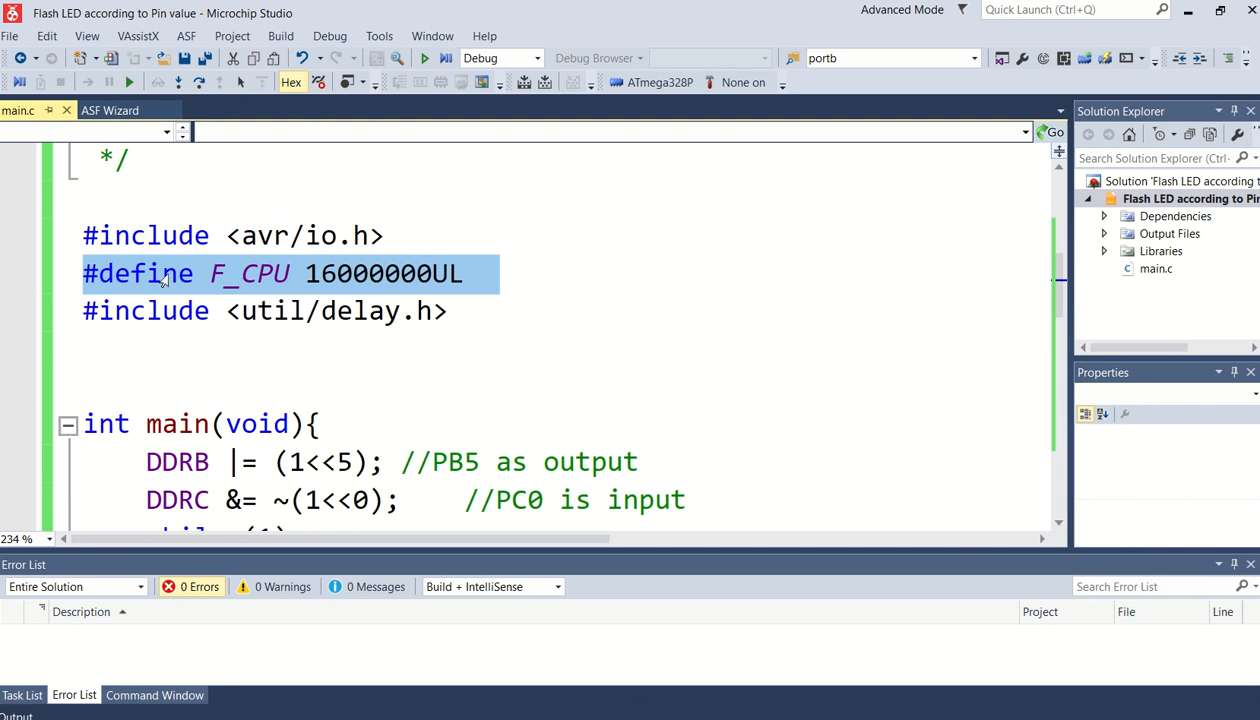 Flash LED according to Pin value - Microchip Studio
Advanced Mode
Quick Launch (Ctrl+Q)
File Edit View VAssistX ASF Project Build Debug Tools Window Help
Debug
Debug Browser
portb
Hex
ATmega328P
None on
main.c
ASF Wizard
Go
*/
#include <avr/io.h>
#define F_CPU 16000000UL
#include <util/delay.h>
int main(void){
DDRB |= (1<<5); //PB5 as output
DDRC &= ~(1<<0); //PC0 is input
234 %
Solution Explorer
Search Solution Explorer (Ctrl+
Solution 'Flash LED according to
Flash LED according to Pin
Dependencies
Output Files
Libraries
main.c
Properties
Error List
Entire Solution
0 Errors
0 Warnings
0 Messages
Build + IntelliSense
Search Error List
Description
Project
File
Line
Task List
Error List
Command Window
Output